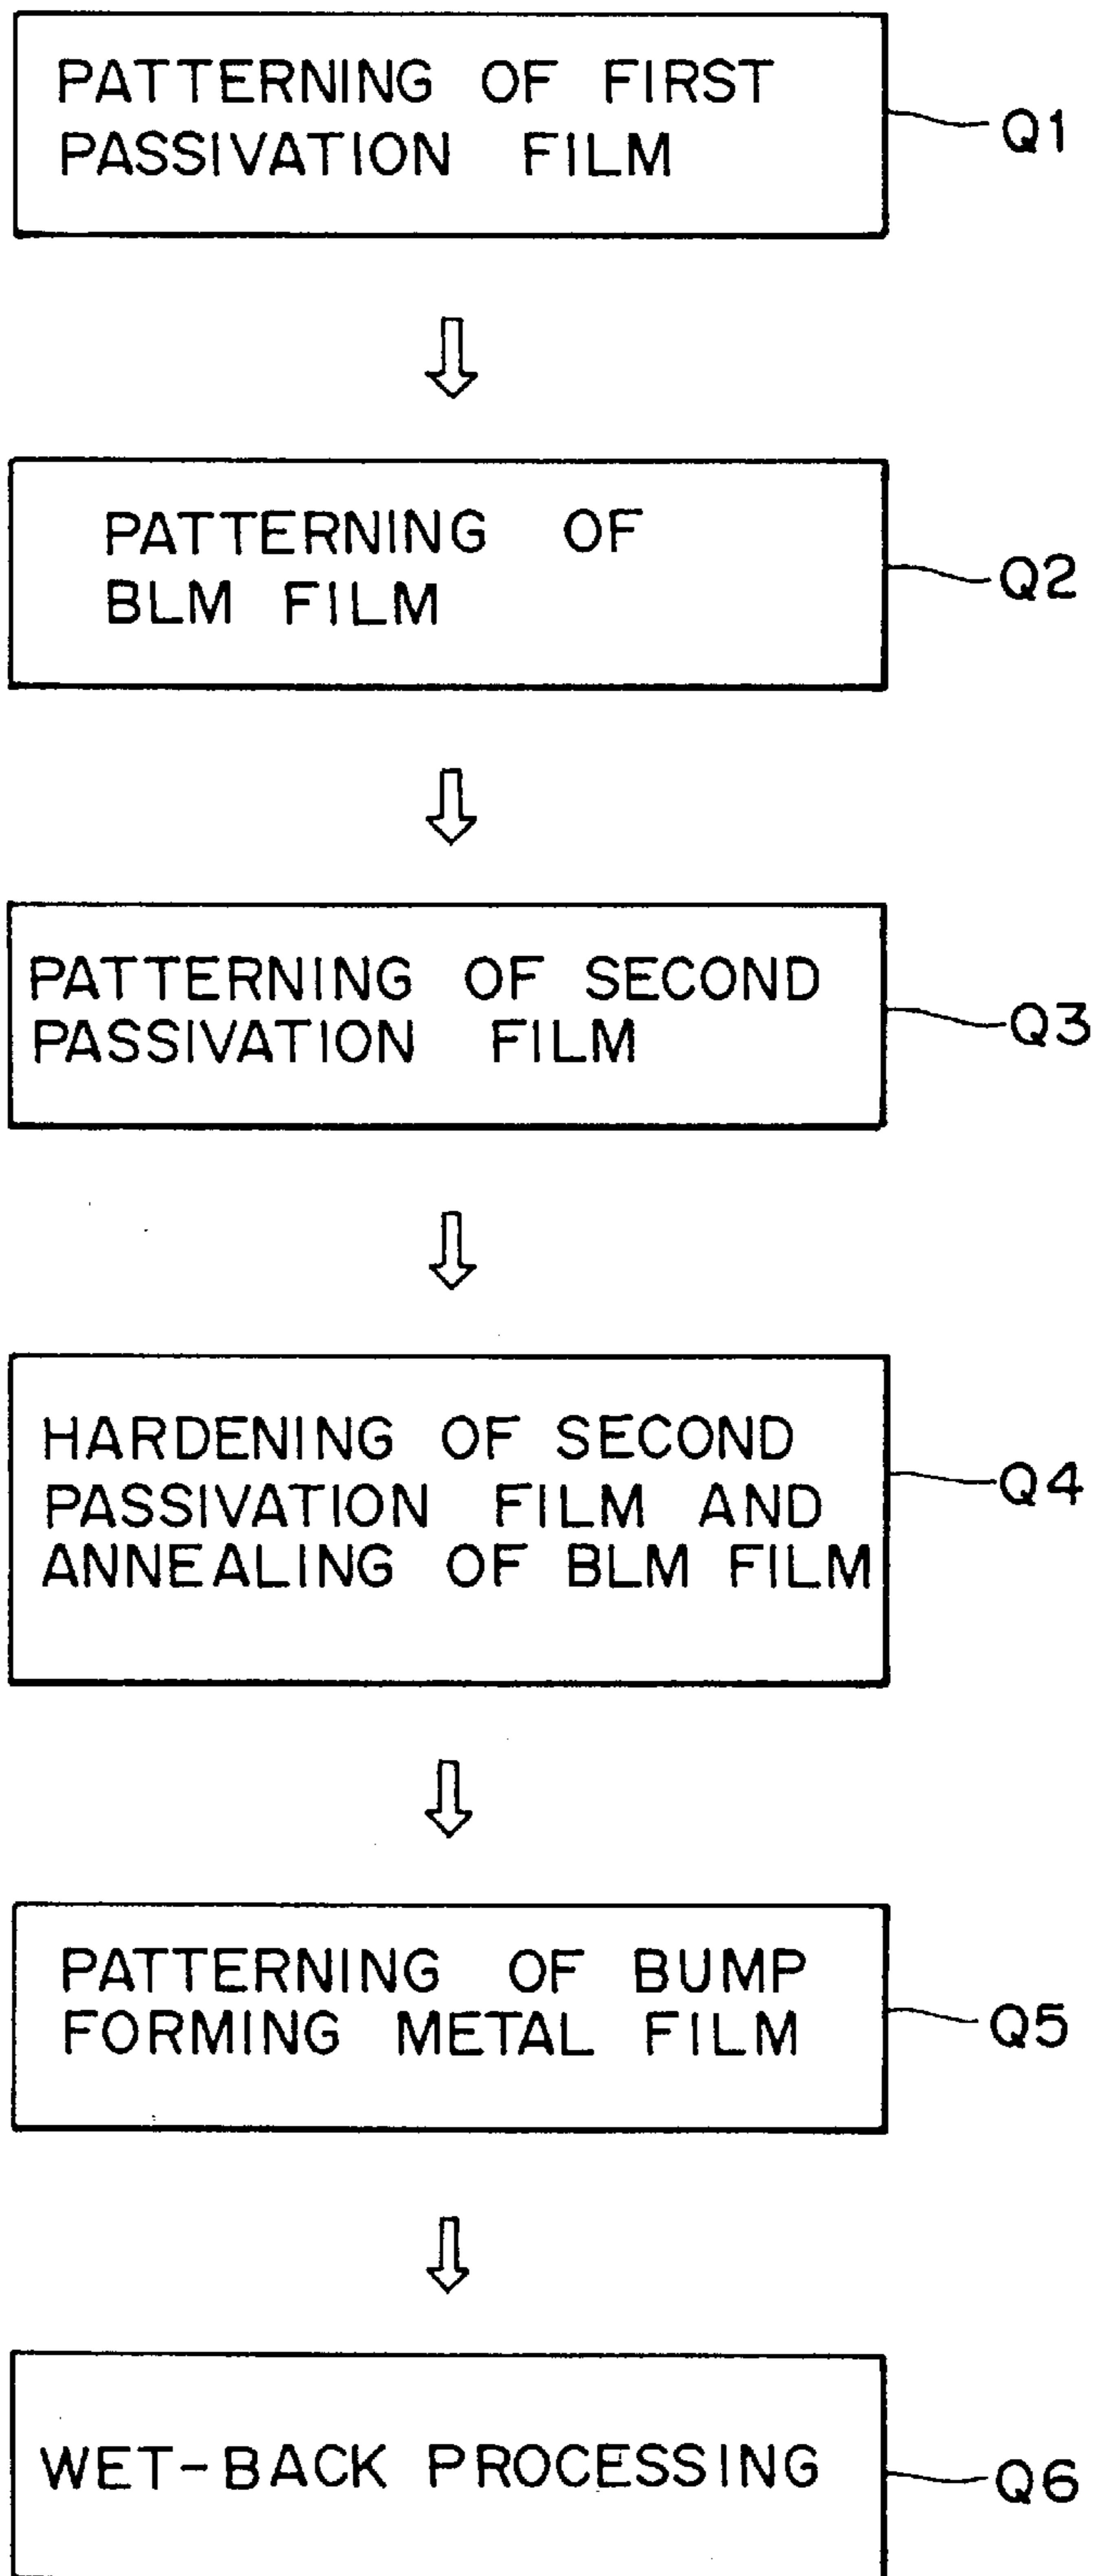 PATTERNING OF FIRST
PASSIVATION FILM
Q1
PATTERNING OF
BLM FILM
Q2
PATTERNING OF SECOND
PASSIVATION FILM
Q3
HARDENING OF SECOND
PASSIVATION FILM AND
ANNEALING OF BLM FILM
Q4
PATTERNING OF BUMP
FORMING METAL FILM
Q5
WET-BACK PROCESSING
Q6